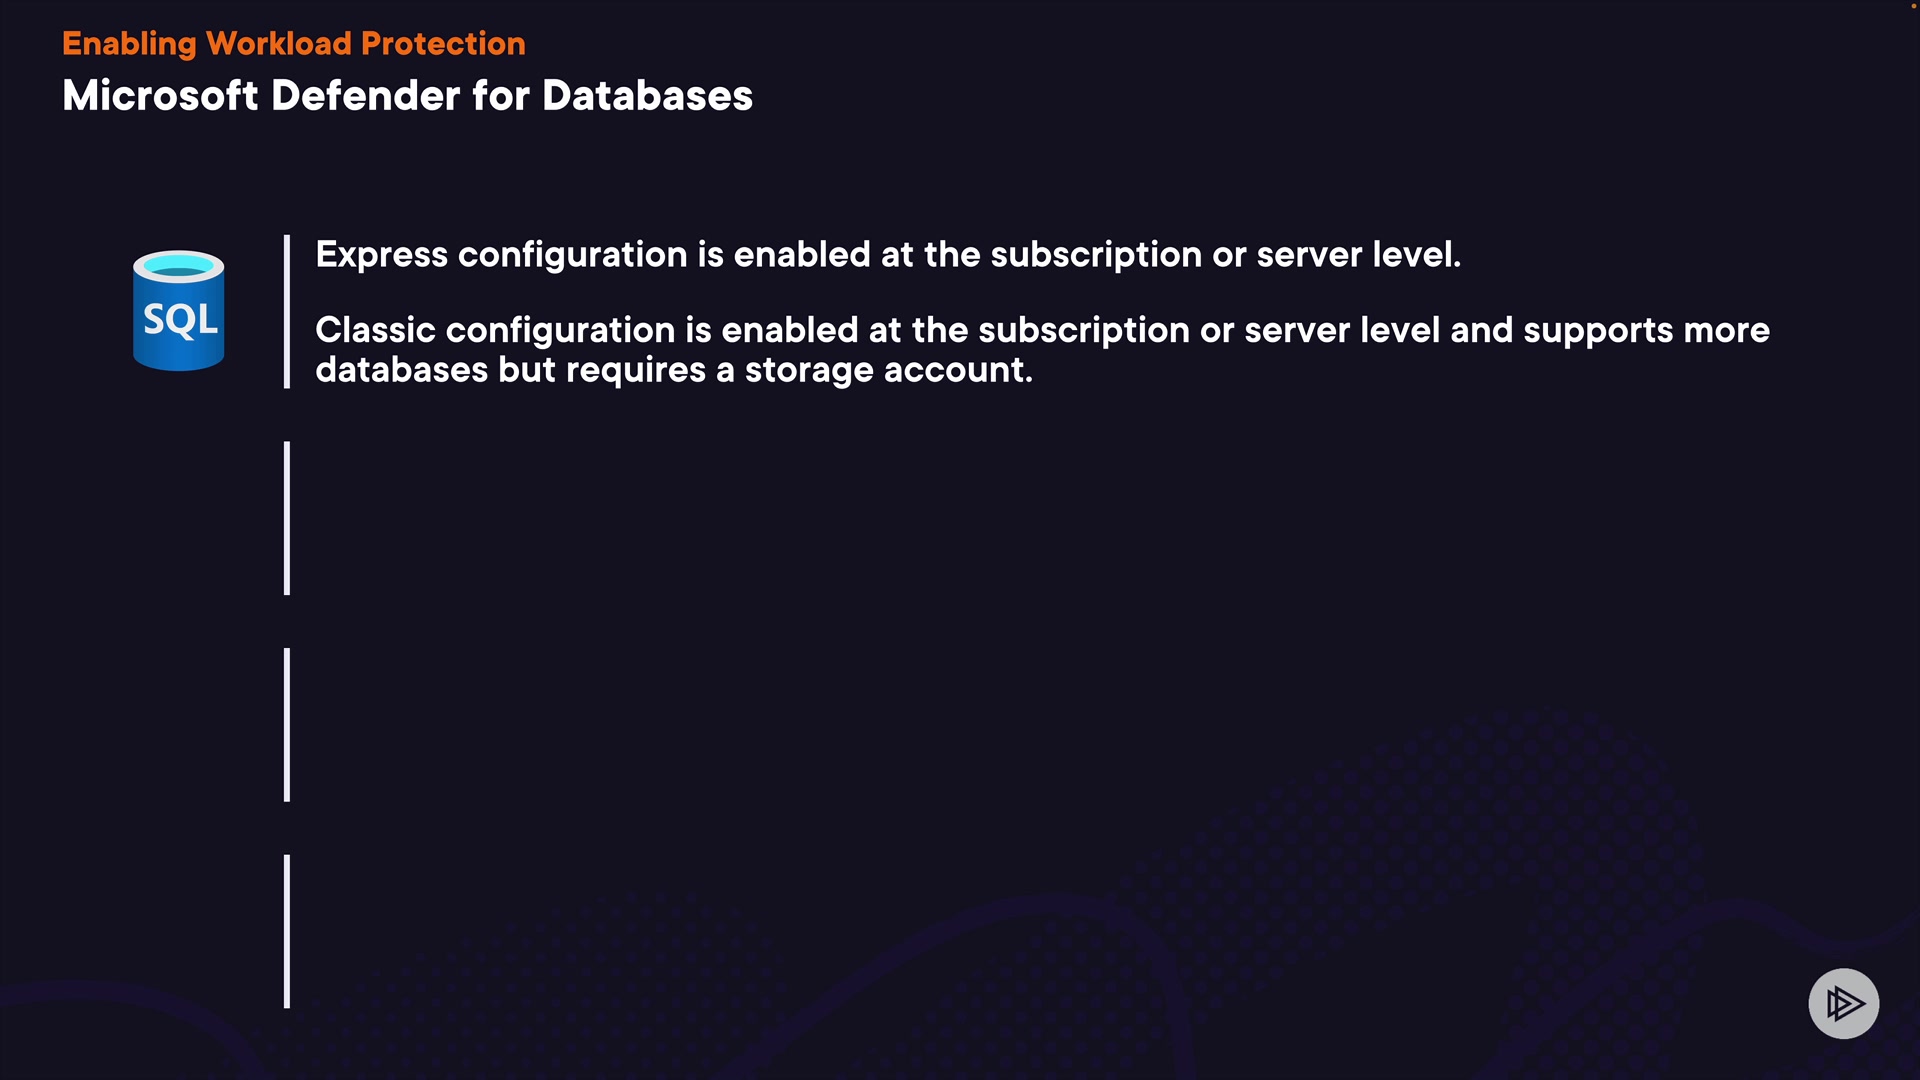 Enabling Workload Protection
Microsoft Defender for Databases
SQL
Express configuration is enabled at the subscription or server level.
Classic configuration is enabled at the subscription or server level and supports more
databases but requires a storage account.